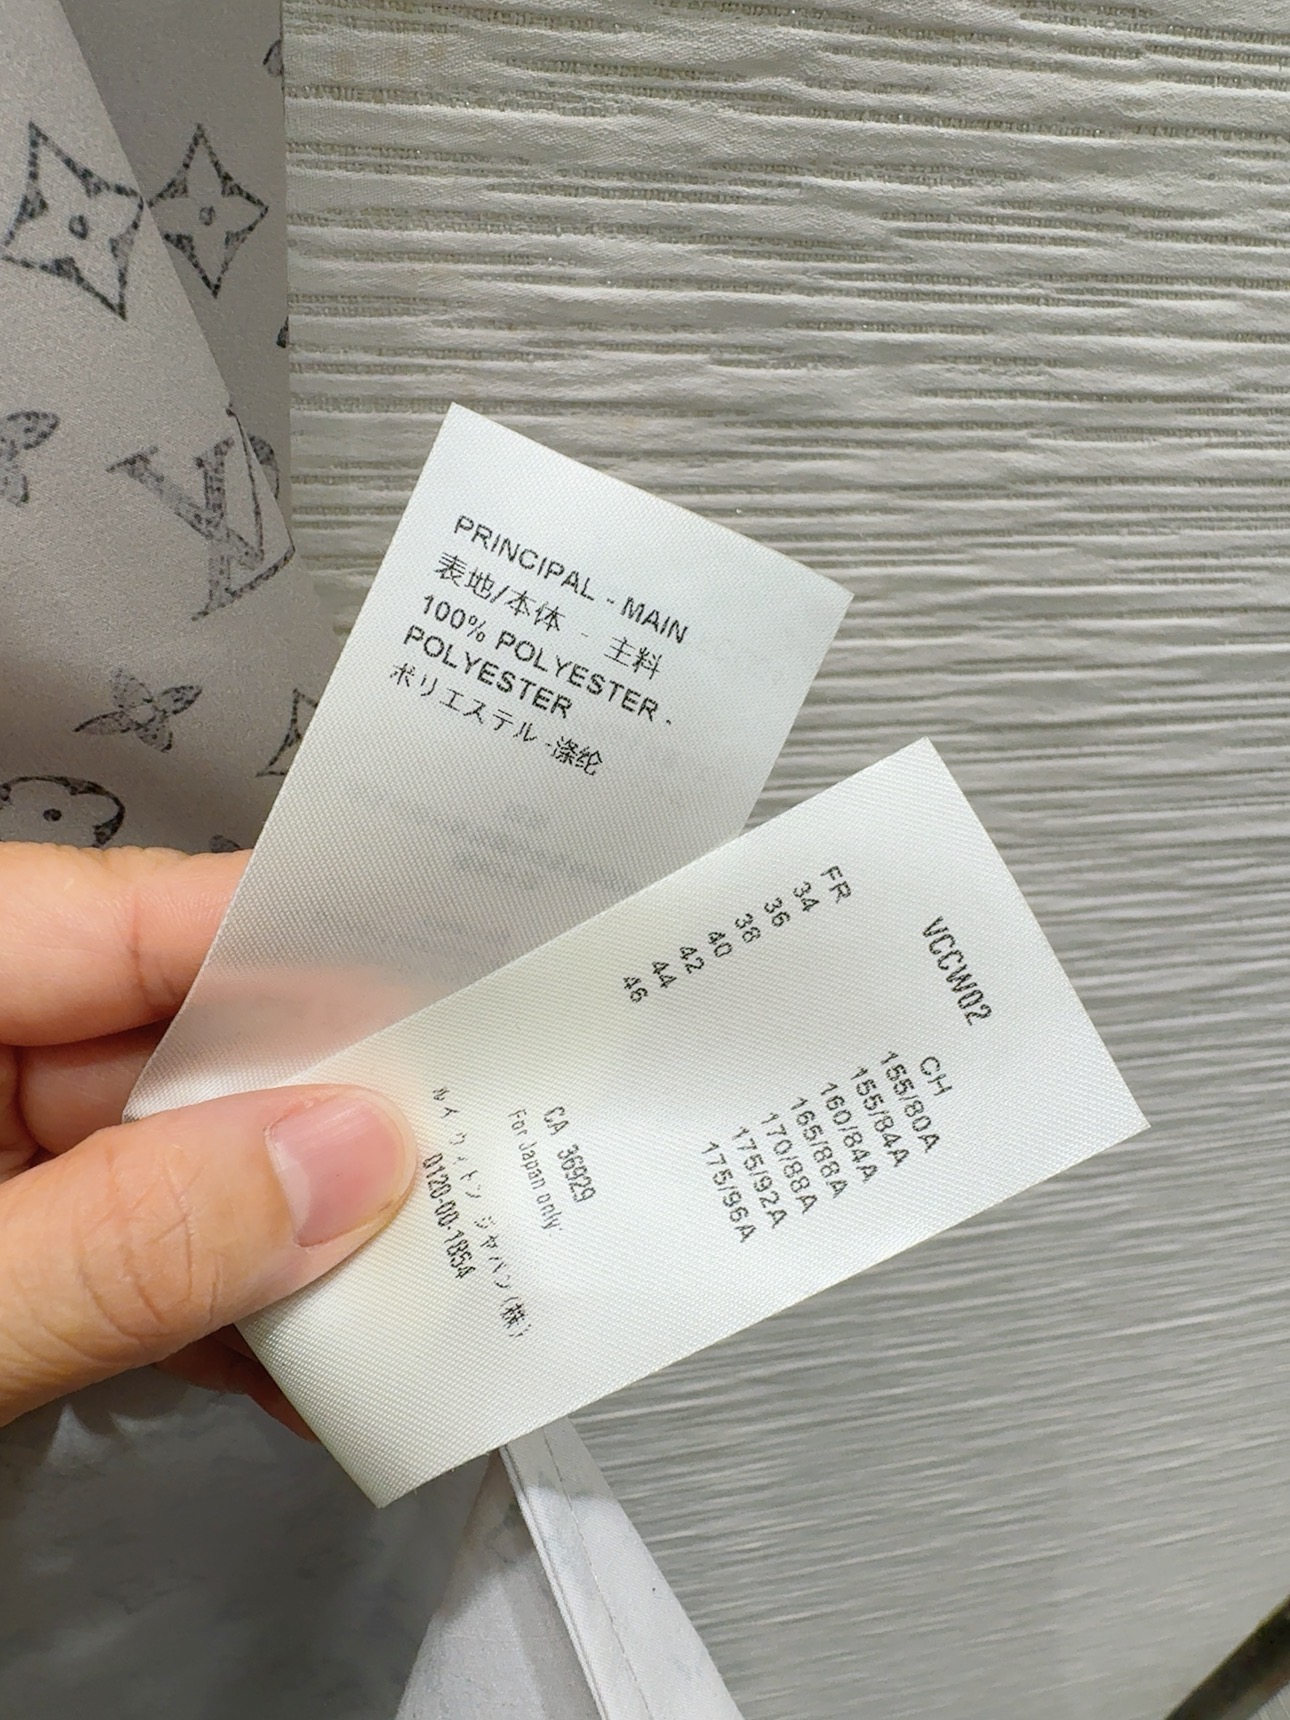 PRINCIPAL - MAIN
表地/本体 - 主料
100% POLYESTER -
POLYESTER
ポリエステル -涤纶
VCCW02
FR
34
36
38
40
42
44
46
CH
155/80A
155/84A
160/84A
165/88A
170/88A
175/92A
175/96A
CA 36929
For Japan only:
ルイ ヴィトン ジャパン(株)
0120-00-1854
LV